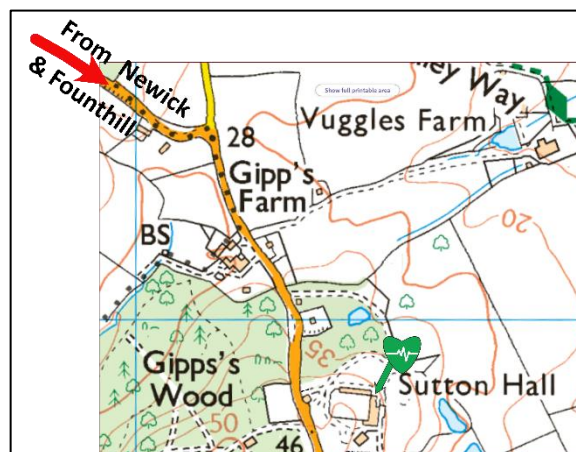 From Newick
& Founthill
Show full printable area
ley Way
Vuggles Farm
28
Gipp's
Farm
20
BS
35
Gipps's
Wood
Sutton Hall
50
46